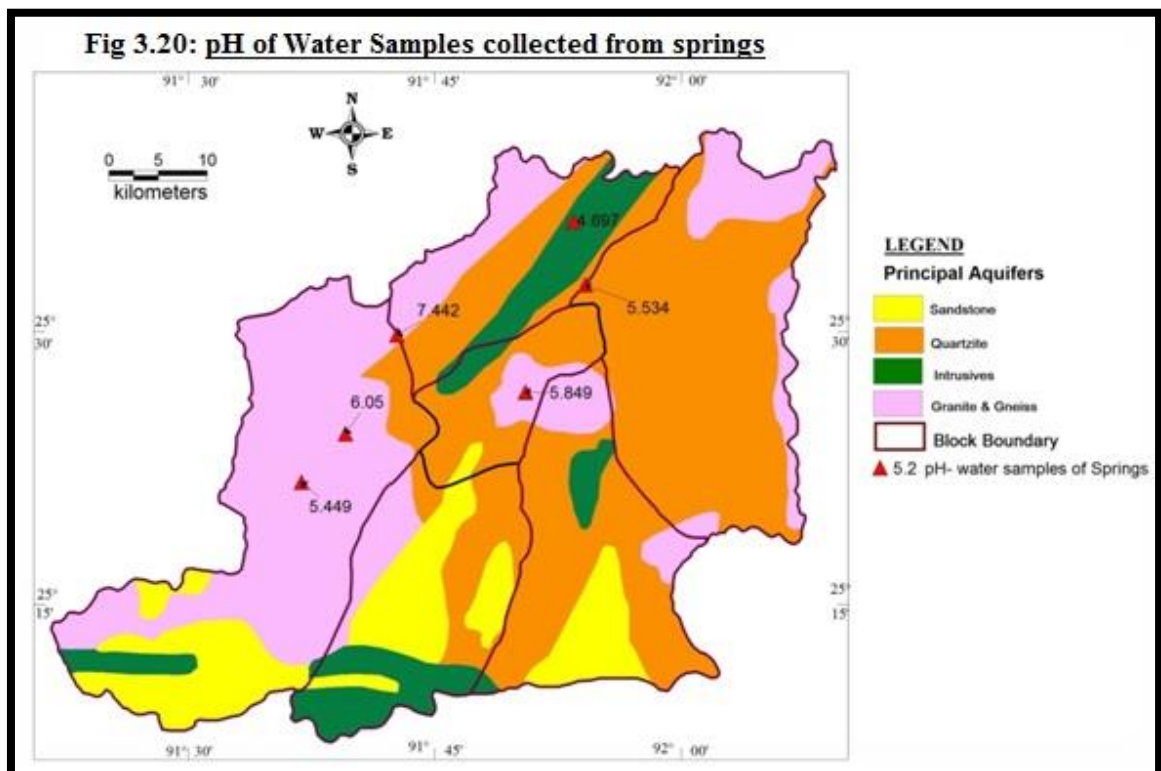 Fig 3.20: pH of Water Samples collected from springs
91° 30' 91° 45' 92° 00'
N
W E
S
0 5 10
kilometers
4.697
5.534
7.442
25°
30'
25°
30'
5.849
6.05
5.449
25°
15'
25°
15'
91° 30' 91° 45' 92° 00'
LEGEND
Principal Aquifers
Sandstone
Quartzite
Intrusives
Granite & Gneiss
Block Boundary
5.2 pH- water samples of Springs